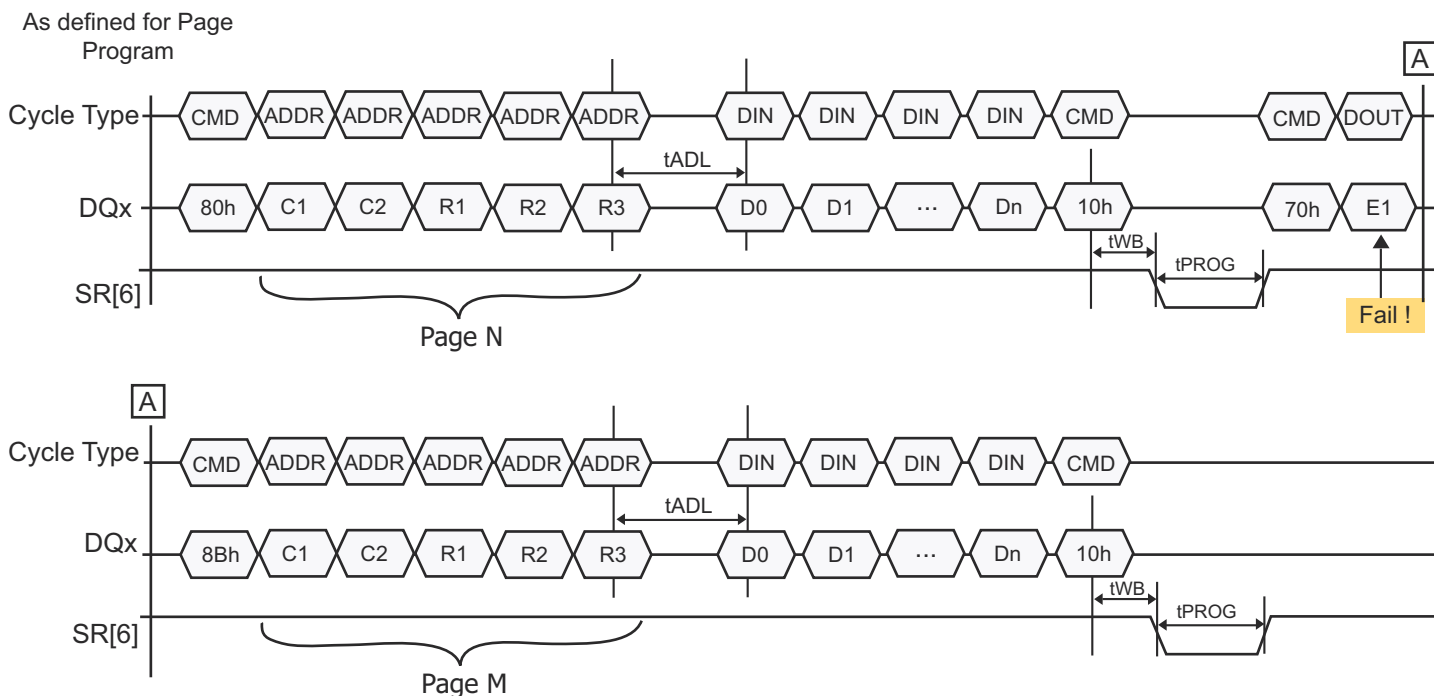 As defined for Page
Program
A
Cycle Type CMD ADDR ADDR ADDR ADDR ADDR DIN DIN DIN DIN CMD CMD DOUT
tADL
DQx 80h C1 C2 R1 R2 R3 D0 D1 ... Dn 10h 70h E1
tWB
tPROG
SR[6]
Page N
Fail !
A
Cycle Type CMD ADDR ADDR ADDR ADDR ADDR DIN DIN DIN DIN CMD
tADL
DQx 8Bh C1 C2 R1 R2 R3 D0 D1 ... Dn 10h
tWB
tPROG
SR[6]
Page M